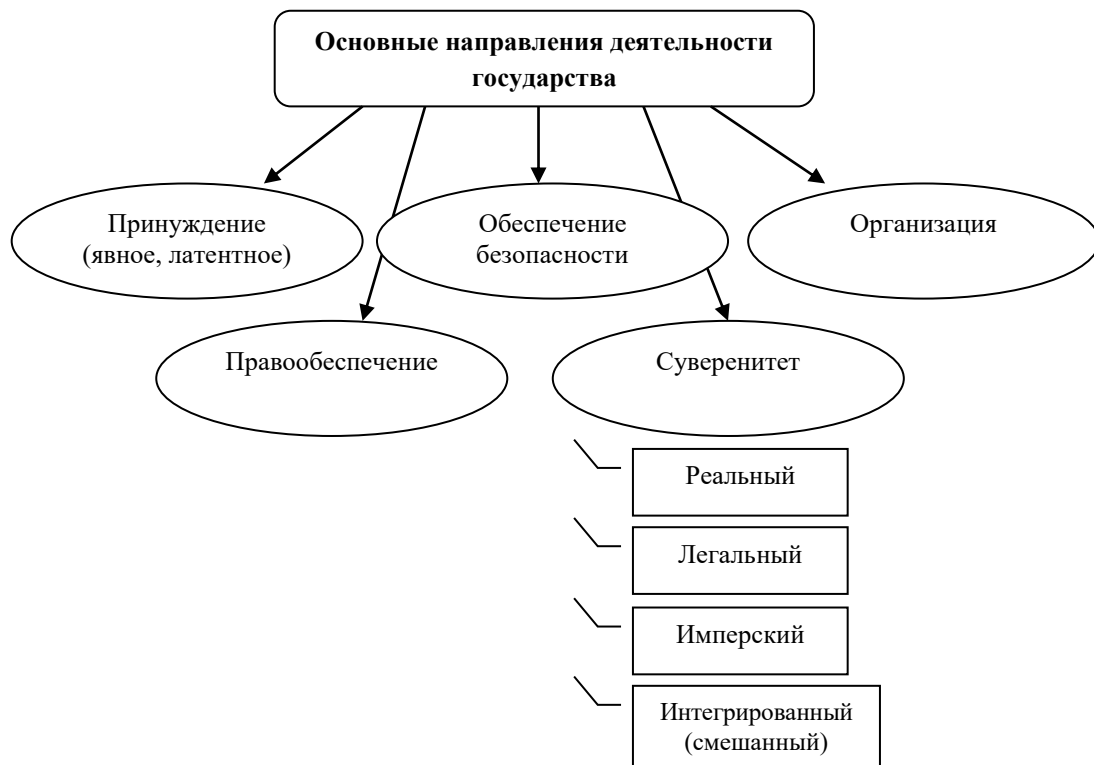 Основные направления деятельности
государства
Принуждение
(явное, латентное)
Обеспечение
безопасности
Организация
Правообеспечение
Суверенитет
Реальный
Легальный
Имперский
Интегрированный
(смешанный)